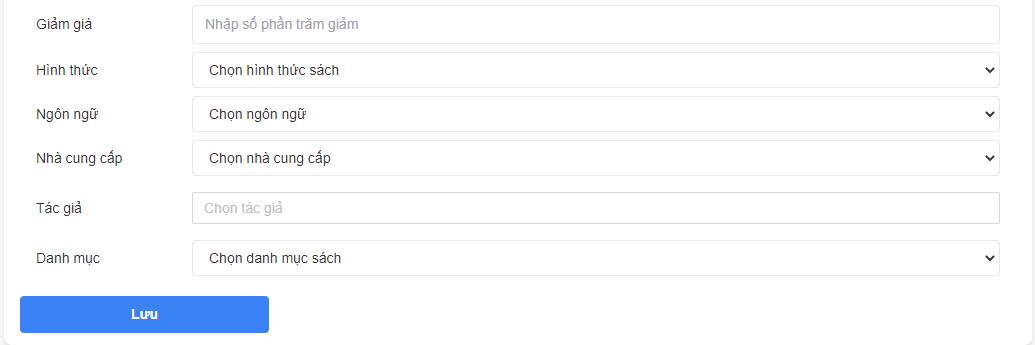 Giảm giá
Nhập số phần trăm giảm
Hình thức
Chọn hình thức sách
Ngôn ngữ
Chọn ngôn ngữ
Nhà cung cấp
Chọn nhà cung cấp
Tác giả
Chọn tác giả
Danh mục
Chọn danh mục sách
Lưu